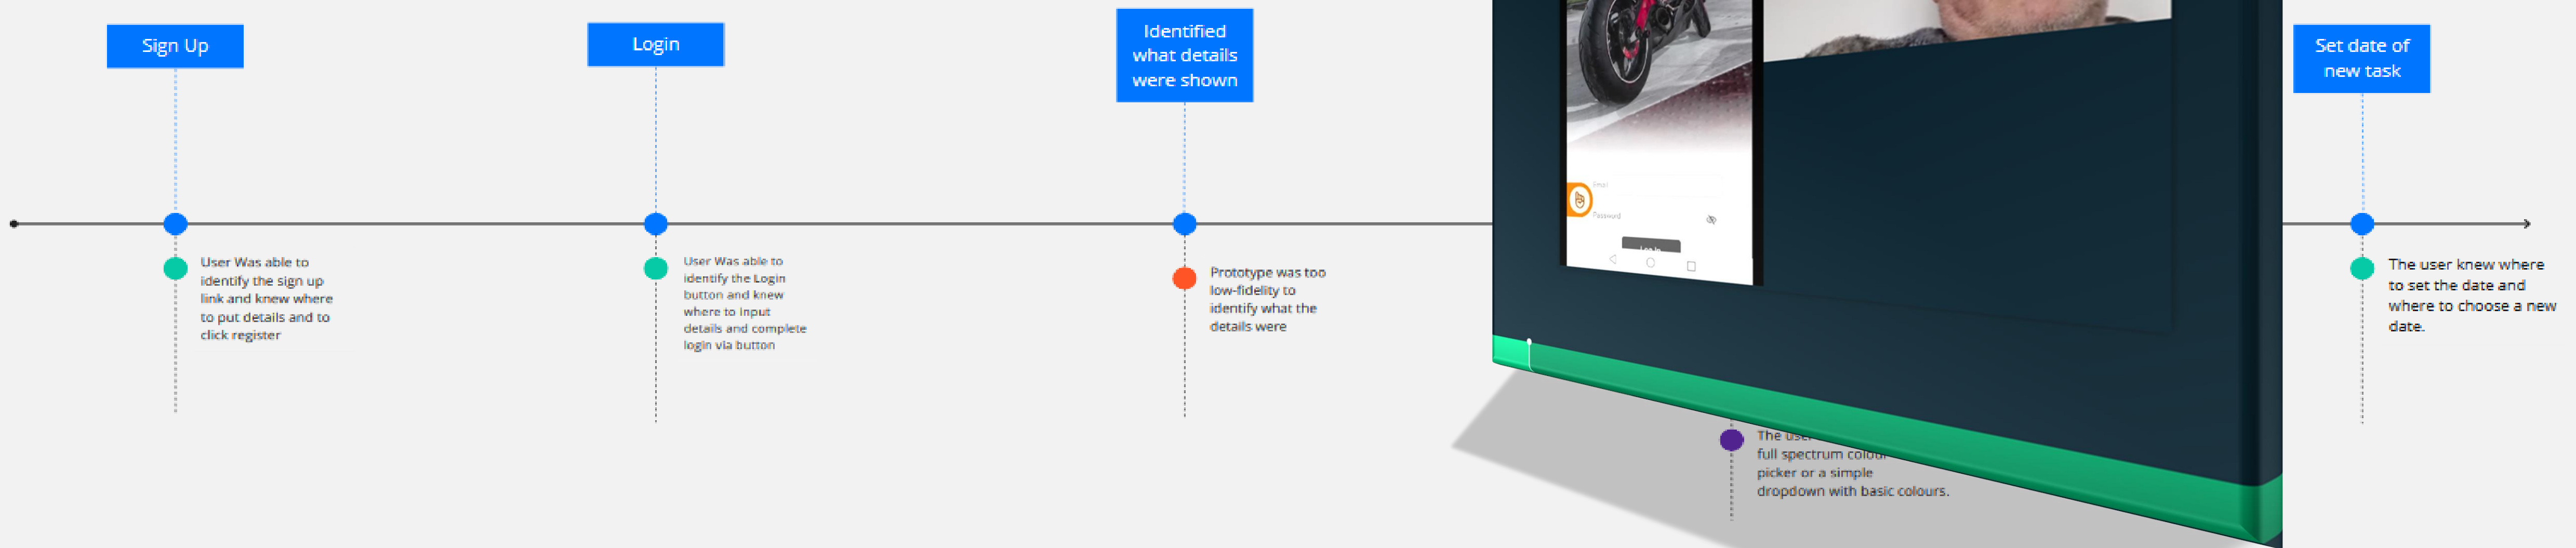 Sign Up
Login
Identified
what details
were shown
Set date of
new task
User Was able to
identify the sign up
link and knew where
to put details and to
click register
User Was able to
identify the Login
button and knew
where to input
details and complete
login via button
Prototype was too
low-fidelity to
identify what the
details were
Email
Password
The
full spectrum
picker or a simple
dropdown with basic colours.
The user knew where
to set the date and
where to choose a new
date.